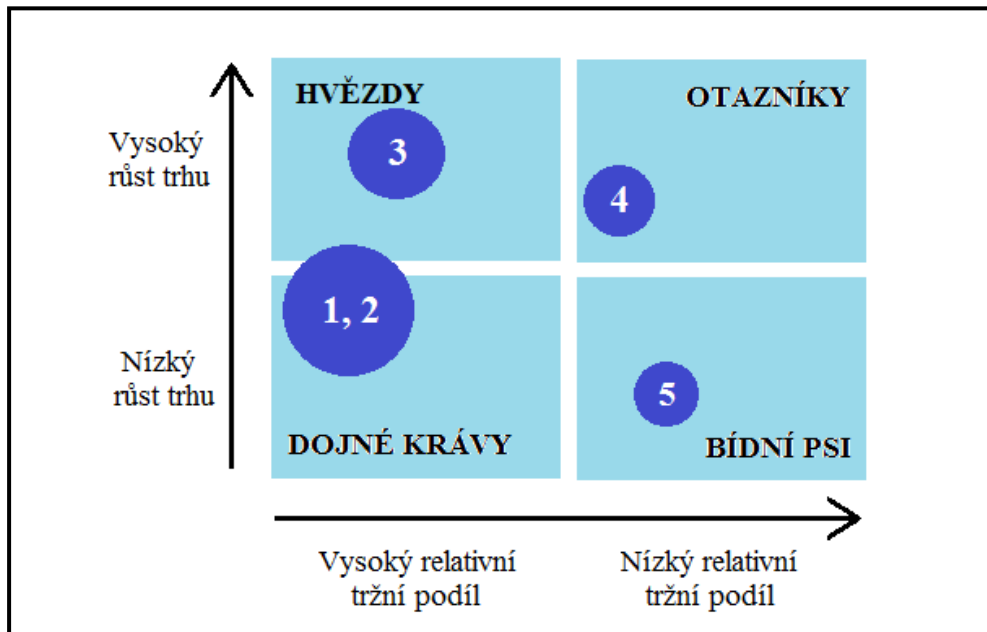 HVĚZDY
OTAZNÍKY
Vysoký
růst trhu
3
4
1, 2
Nízký
růst trhu
5
DOJNÉ KRÁVY
BÍDNÍ PSI
Vysoký relativní
tržní podíl
Nízký relativní
tržní podíl